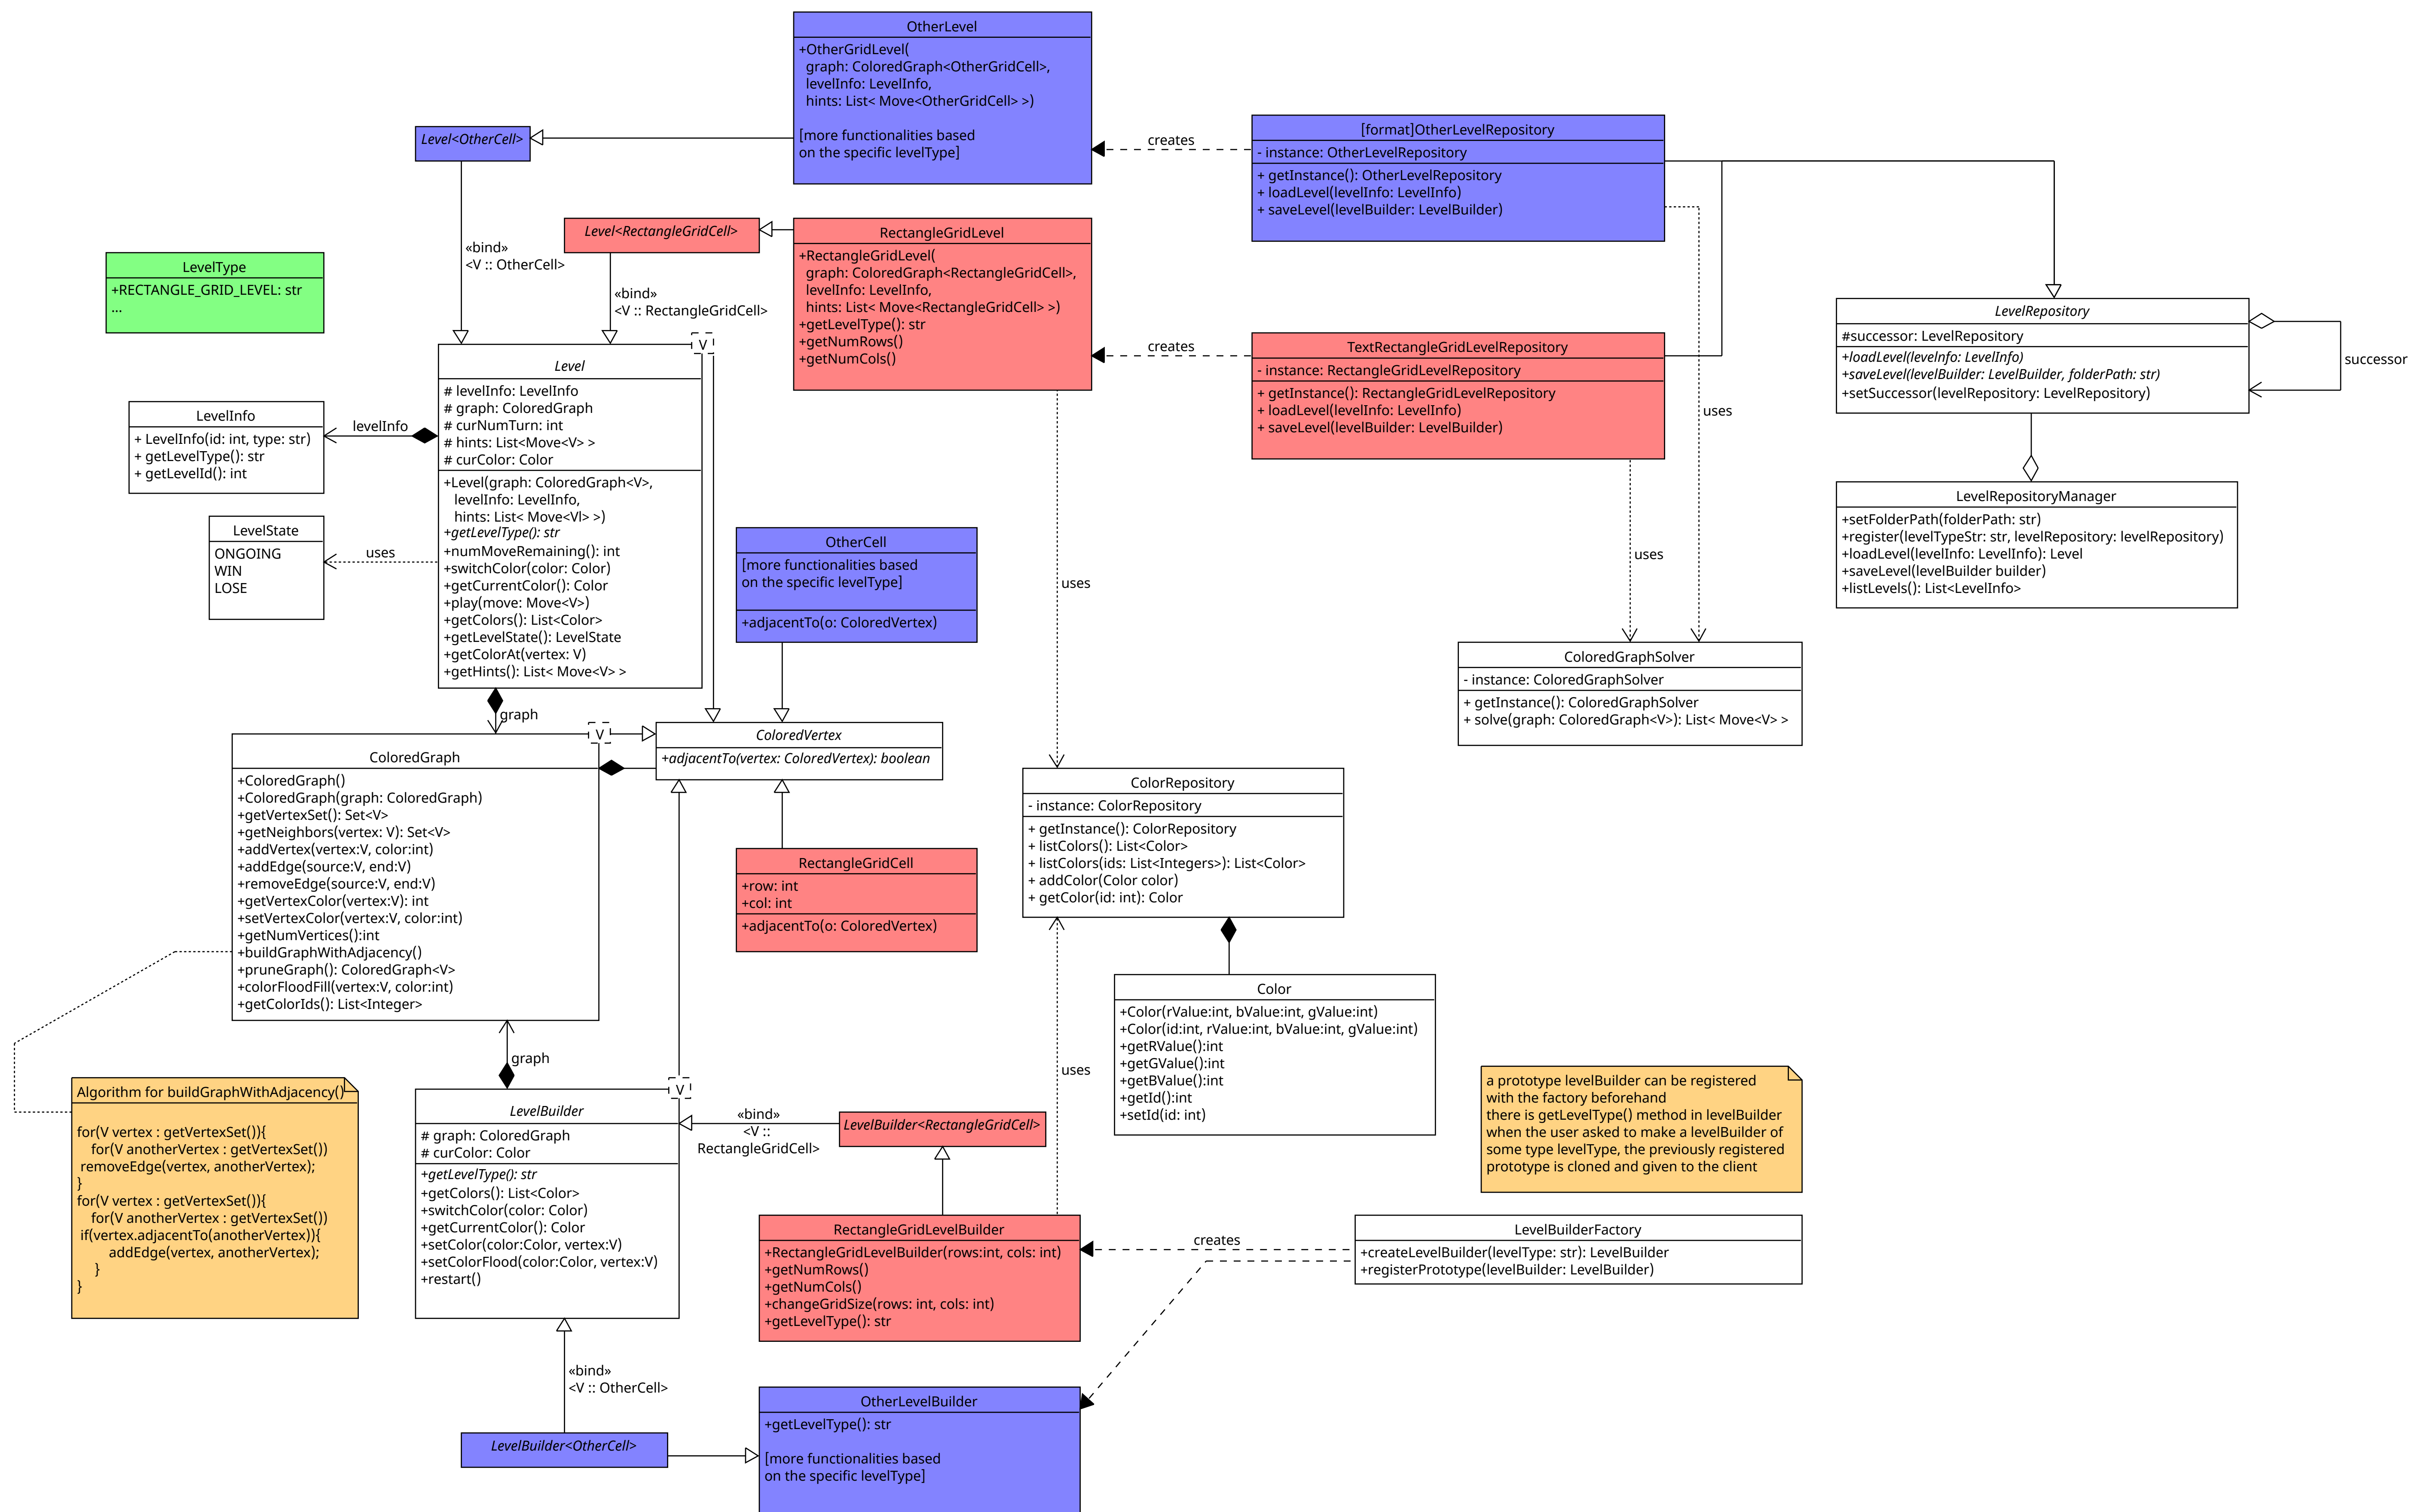 OtherLevel
+OtherGridLevel(
graph: ColoredGraph<OtherGridCell>,
levelInfo: LevelInfo,
hints: List< Move<OtherGridCell> >)
[more functionalities based
on the specific levelType]
Level<OtherCell>
creates
[format]OtherLevelRepository
- instance: OtherLevelRepository
+ getInstance(): OtherLevelRepository
+ loadLevel(levelInfo: LevelInfo)
+ saveLevel(levelBuilder: LevelBuilder)
«bind»
<V :: OtherCell>
Level<RectangleGridCell>
«bind»
<V :: RectangleGridCell>
RectangleGridLevel
+RectangleGridLevel(
graph: ColoredGraph<RectangleGridCell>,
levelInfo: LevelInfo,
hints: List< Move<RectangleGridCell> >)
+getLevelType(): str
+getNumRows()
+getNumCols()
LevelType
+RECTANGLE_GRID_LEVEL: str
...
creates
TextRectangleGridLevelRepository
- instance: RectangleGridLevelRepository
+ getInstance(): RectangleGridLevelRepository
+ loadLevel(levelInfo: LevelInfo)
+ saveLevel(levelBuilder: LevelBuilder)
LevelRepository
#successor: LevelRepository
+loadLevel(levelnfo: LevelInfo)
+saveLevel(levelBuilder: LevelBuilder, folderPath: str)
+setSuccessor(levelRepository: LevelRepository)
successor
uses
V
Level
# levelInfo: LevelInfo
# graph: ColoredGraph
# curNumTurn: int
# hints: List<Move<V> >
# curColor: Color
+Level(graph: ColoredGraph<V>,
levelInfo: LevelInfo,
hints: List< Move<Vl> >)
+getLevelType(): str
+numMoveRemaining(): int
+switchColor(color: Color)
+getCurrentColor(): Color
+play(move: Move<V>)
+getColors(): List<Color>
+getLevelState(): LevelState
+getColorAt(vertex: V)
+getHints(): List< Move<V> >
LevelInfo
+ LevelInfo(id: int, type: str)
+ getLevelType(): str
+ getLevelId(): int
levelInfo
LevelState
ONGOING
WIN
LOSE
uses
LevelRepositoryManager
+setFolderPath(folderPath: str)
+register(levelTypeStr: str, levelRepository: levelRepository)
+loadLevel(levelInfo: LevelInfo): Level
+saveLevel(levelBuilder builder)
+listLevels(): List<LevelInfo>
OtherCell
[more functionalities based
on the specific levelType]
+adjacentTo(o: ColoredVertex)
uses
uses
ColoredGraphSolver
- instance: ColoredGraphSolver
+ getInstance(): ColoredGraphSolver
+ solve(graph: ColoredGraph<V>): List< Move<V> >
graph
V
ColoredVertex
+adjacentTo(vertex: ColoredVertex): boolean
ColoredGraph
+ColoredGraph()
+ColoredGraph(graph: ColoredGraph)
+getVertexSet(): Set<V>
+getNeighbors(vertex: V): Set<V>
+addVertex(vertex:V, color:int)
+addEdge(source:V, end:V)
+removeEdge(source:V, end:V)
+getVertexColor(vertex:V): int
+setVertexColor(vertex:V, color:int)
+getNumVertices():int
+buildGraphWithAdjacency()
+pruneGraph(): ColoredGraph<V>
+colorFloodFill(vertex:V, color:int)
+getColorIds(): List<Integer>
RectangleGridCell
+row: int
+col: int
+adjacentTo(o: ColoredVertex)
ColorRepository
- instance: ColorRepository
+ getInstance(): ColorRepository
+ listColors(): List<Color>
+ listColors(ids: List<Integers>): List<Color>
+ addColor(Color color)
+ getColor(id: int): Color
Color
+Color(rValue:int, bValue:int, gValue:int)
+Color(id:int, rValue:int, bValue:int, gValue:int)
+getRValue():int
+getGValue():int
+getBValue():int
+getId():int
+setId(id: int)
graph
uses
Algorithm for buildGraphWithAdjacency()
for(V vertex : getVertexSet()){
for(V anotherVertex : getVertexSet())
removeEdge(vertex, anotherVertex);
}
for(V vertex : getVertexSet()){
for(V anotherVertex : getVertexSet())
if(vertex.adjacentTo(anotherVertex)){
addEdge(vertex, anotherVertex);
}
}
V
LevelBuilder
# graph: ColoredGraph
# curColor: Color
+getLevelType(): str
+getColors(): List<Color>
+switchColor(color: Color)
+getCurrentColor(): Color
+setColor(color:Color, vertex:V)
+setColorFlood(color:Color, vertex:V)
+restart()
«bind»
<V ::
RectangleGridCell>
LevelBuilder<RectangleGridCell>
a prototype levelBuilder can be registered
with the factory beforehand
there is getLevelType() method in levelBuilder
when the user asked to make a levelBuilder of
some type levelType, the previously registered
prototype is cloned and given to the client
RectangleGridLevelBuilder
+RectangleGridLevelBuilder(rows:int, cols: int)
+getNumRows()
+getNumCols()
+changeGridSize(rows: int, cols: int)
+getLevelType(): str
creates
LevelBuilderFactory
+createLevelBuilder(levelType: str): LevelBuilder
+registerPrototype(levelBuilder: LevelBuilder)
«bind»
<V :: OtherCell>
OtherLevelBuilder
+getLevelType(): str
[more functionalities based
on the specific levelType]
LevelBuilder<OtherCell>